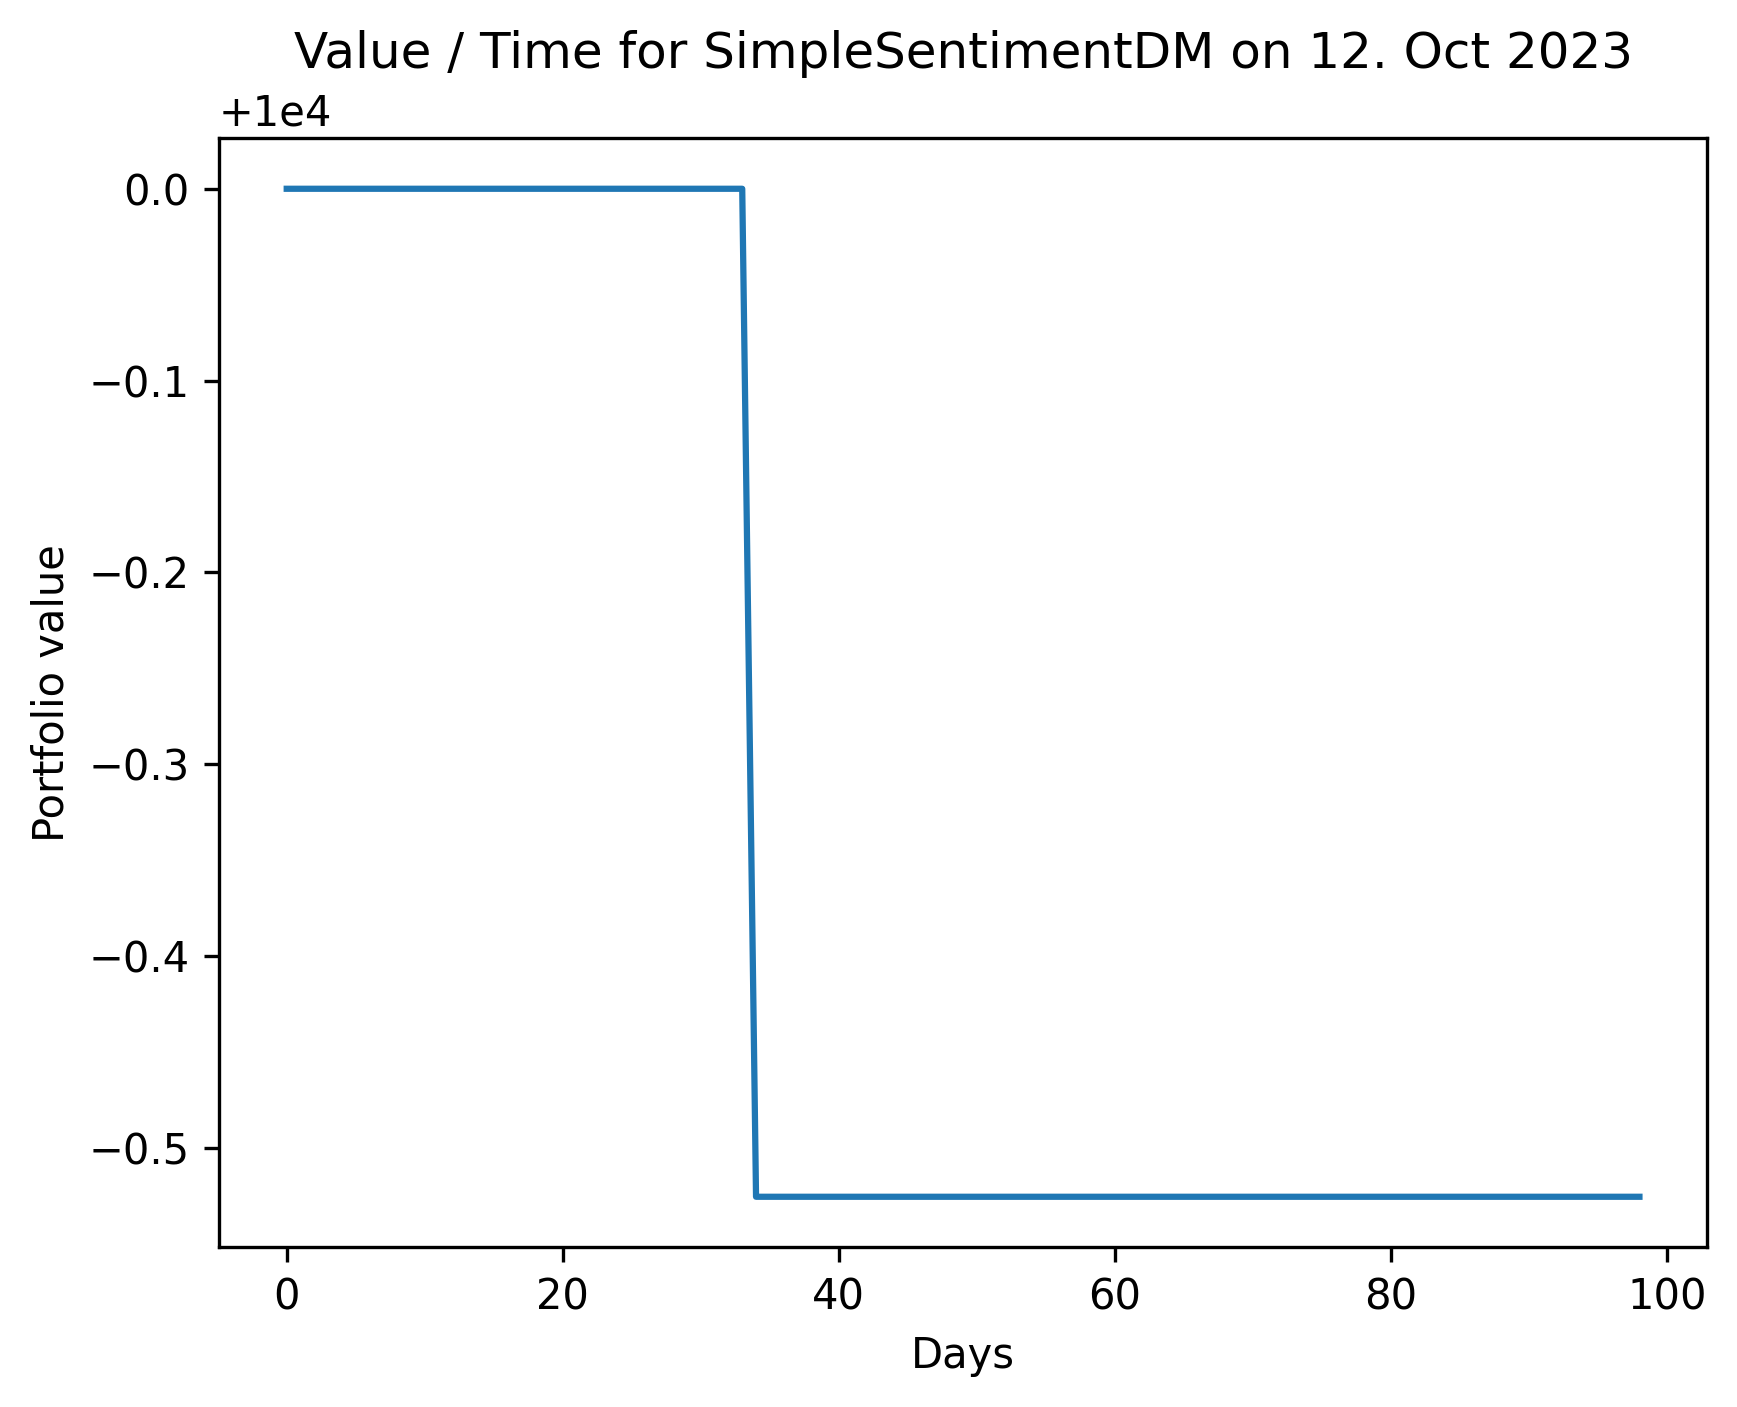 Value / Time for SimpleSentimentDM on 12. Oct 2023
+1e4
0.0
−0.1
−0.2
−0.3
−0.4
−0.5
Portfolio value
0 20 40 60 80 100
Days